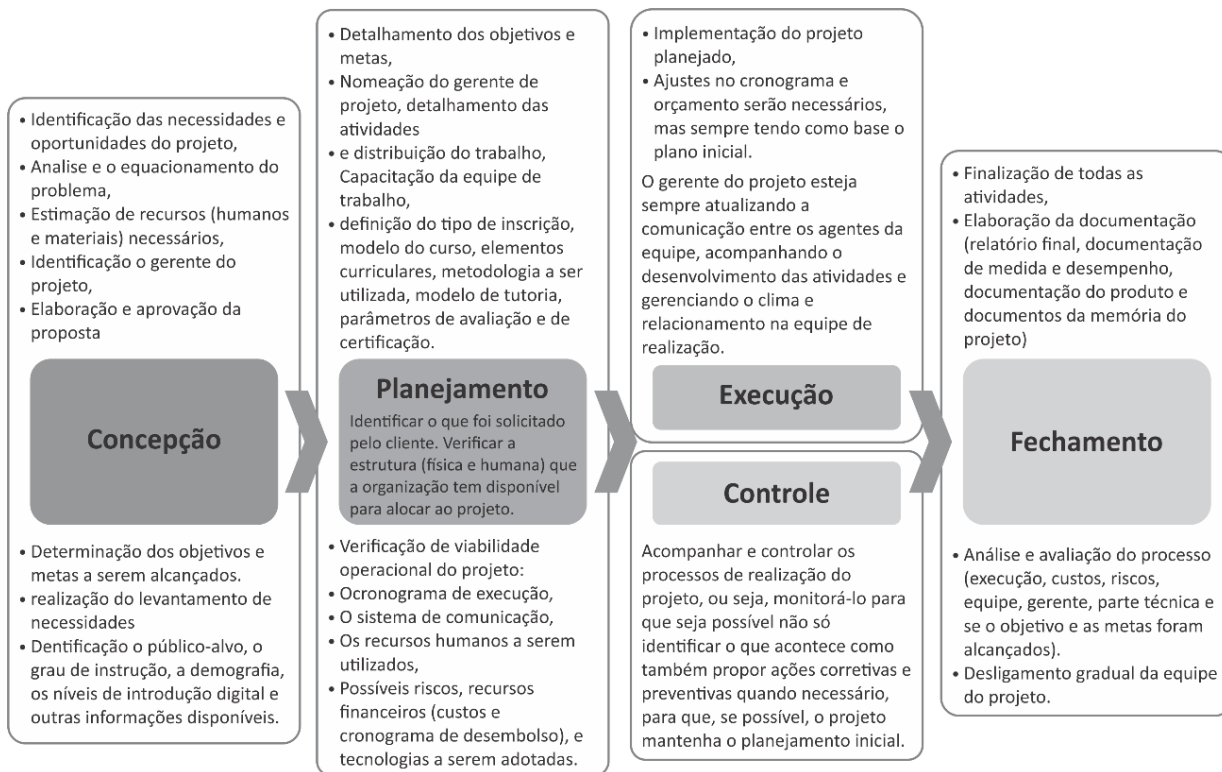 • Identificação das necessidades e
oportunidades do projeto,
• Analise e o equacionamento do
problema,
• Estimação de recursos (humanos
e materiais) necessários,
• Identificação o gerente do
projeto,
• Elaboração e aprovação da
proposta
Concepção
• Determinação dos objetivos e
metas a serem alcançados.
• realização do levantamento de
necessidades
• Dentificação o público-alvo, o
grau de instrução, a demografia,
os níveis de introdução digital e
outras informações disponíveis.
• Detalhamento dos objetivos e
metas,
• Nomeação do gerente de
projeto, detalhamento das
atividades
• e distribuição do trabalho,
Capacitação da equipe de
trabalho,
• definição do tipo de inscrição,
modelo do curso, elementos
curriculares, metodologia a ser
utilizada, modelo de tutoria,
parâmetros de avaliação e de
certificação.
Planejamento
Identificar o que foi solicitado
pelo cliente. Verificar a
estrutura (física e humana) que
a organização tem disponível
para alocar ao projeto.
• Verificação de viabilidade
operacional do projeto:
• Ocronograma de execução,
• O sistema de comunicação,
• Os recursos humanos a serem
utilizados,
• Possíveis riscos, recursos
financeiros (custos e
cronograma de desembolso), e
tecnologias a serem adotadas.
• Implementação do projeto
planejado,
• Ajustes no cronograma e
orçamento serão necessários,
mas sempre tendo como base o
plano inicial.
O gerente do projeto esteja
sempre atualizando a
comunicação entre os agentes da
equipe, acompanhando o
desenvolvimento das atividades e
gerenciando o clima e
relacionamento na equipe de
realização.
Execução
Controle
Acompanhar e controlar os
processos de realização do
projeto, ou seja, monitorá-lo para
que seja possível não só
identificar o que acontece como
também propor ações corretivas e
preventivas quando necessário,
para que, se possível, o projeto
mantenha o planejamento inicial.
• Finalização de todas as
atividades,
• Elaboração da documentação
(relatório final, documentação
de medida e desempenho,
documentação do produto e
documentos da memória do
projeto)
Fechamento
• Análise e avaliação do processo
(execução, custos, riscos,
equipe, gerente, parte técnica e
se o objetivo e as metas foram
alcançados).
• Desligamento gradual da equipe
do projeto.